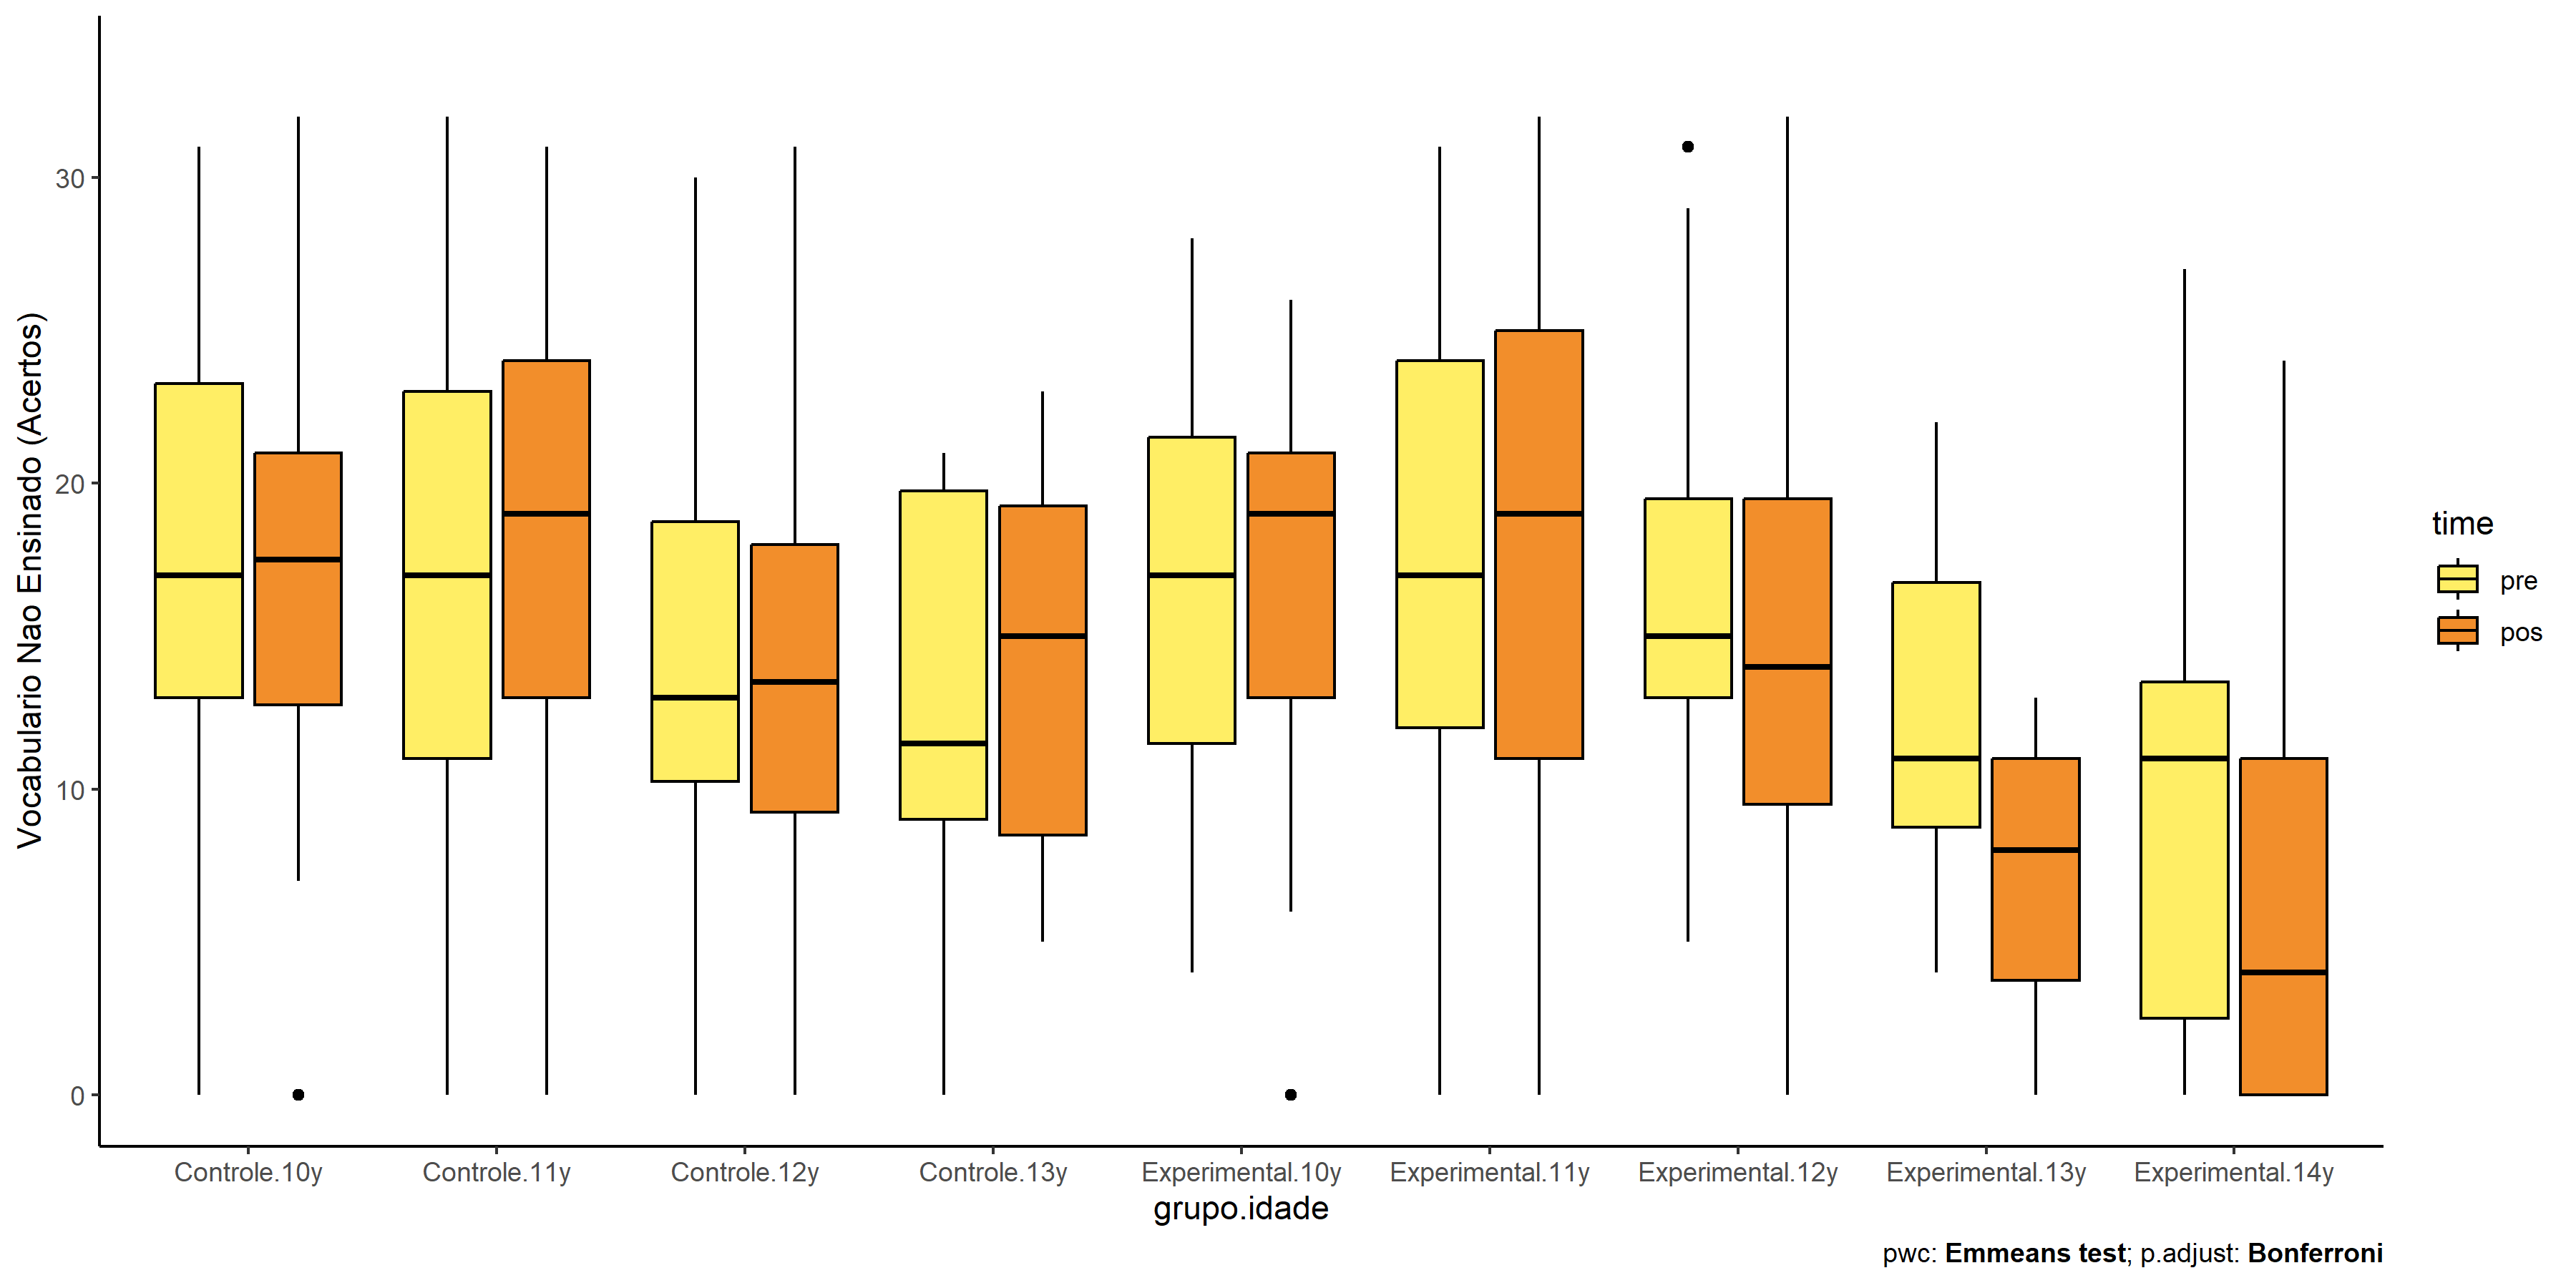 Vocabulario Nao Ensinado (Acertos)
30
20
10
0
Controle.10y
Controle.11y
Controle.12y
Controle.13y
Experimental.10y
Experimental.11y
Experimental.12y
Experimental.13y
Experimental.14y
grupo.idade
time
pre
pos
pwc: Emmeans test; p.adjust: Bonferroni